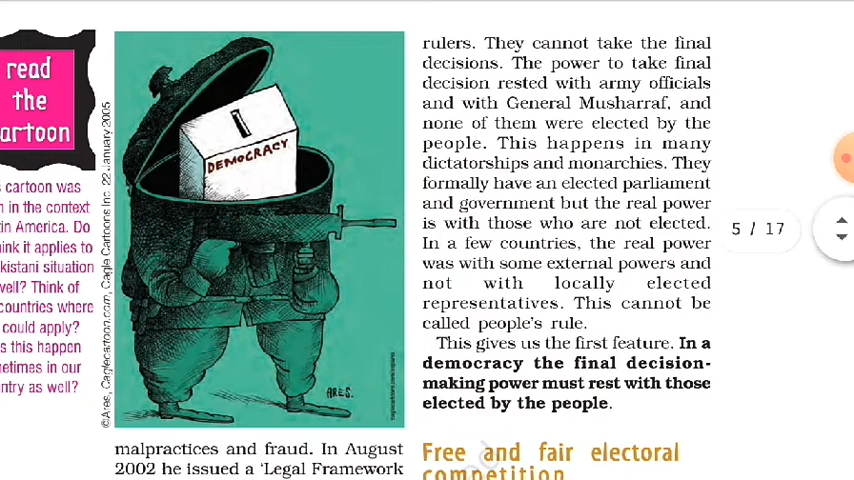 read
the
artoon
s cartoon was
n in the context
tin America. Do
hink it applies to
kistani situation
well? Think of
countries where
could apply?
s this happen
metimes in our
ntry as well?
©Ares, Caglecartoon.com, Cagle Cartoons Inc. 22 January 2005
DEMOCRACY
ARES.
malpractices and fraud. In August
2002 he issued a ‘Legal Framework
rulers. They cannot take the final
decisions. The power to take final
decision rested with army officials
and with General Musharraf, and
none of them were elected by the
people. This happens in many
dictatorships and monarchies. They
formally have an elected parliament
and government but the real power
is with those who are not elected.
In a few countries, the real power
was with some external powers and
not with locally elected
representatives. This cannot be
called people’s rule.
This gives us the first feature. In a
democracy the final decision-
making power must rest with those
elected by the people.
Free and fair electoral
competition
5 / 17